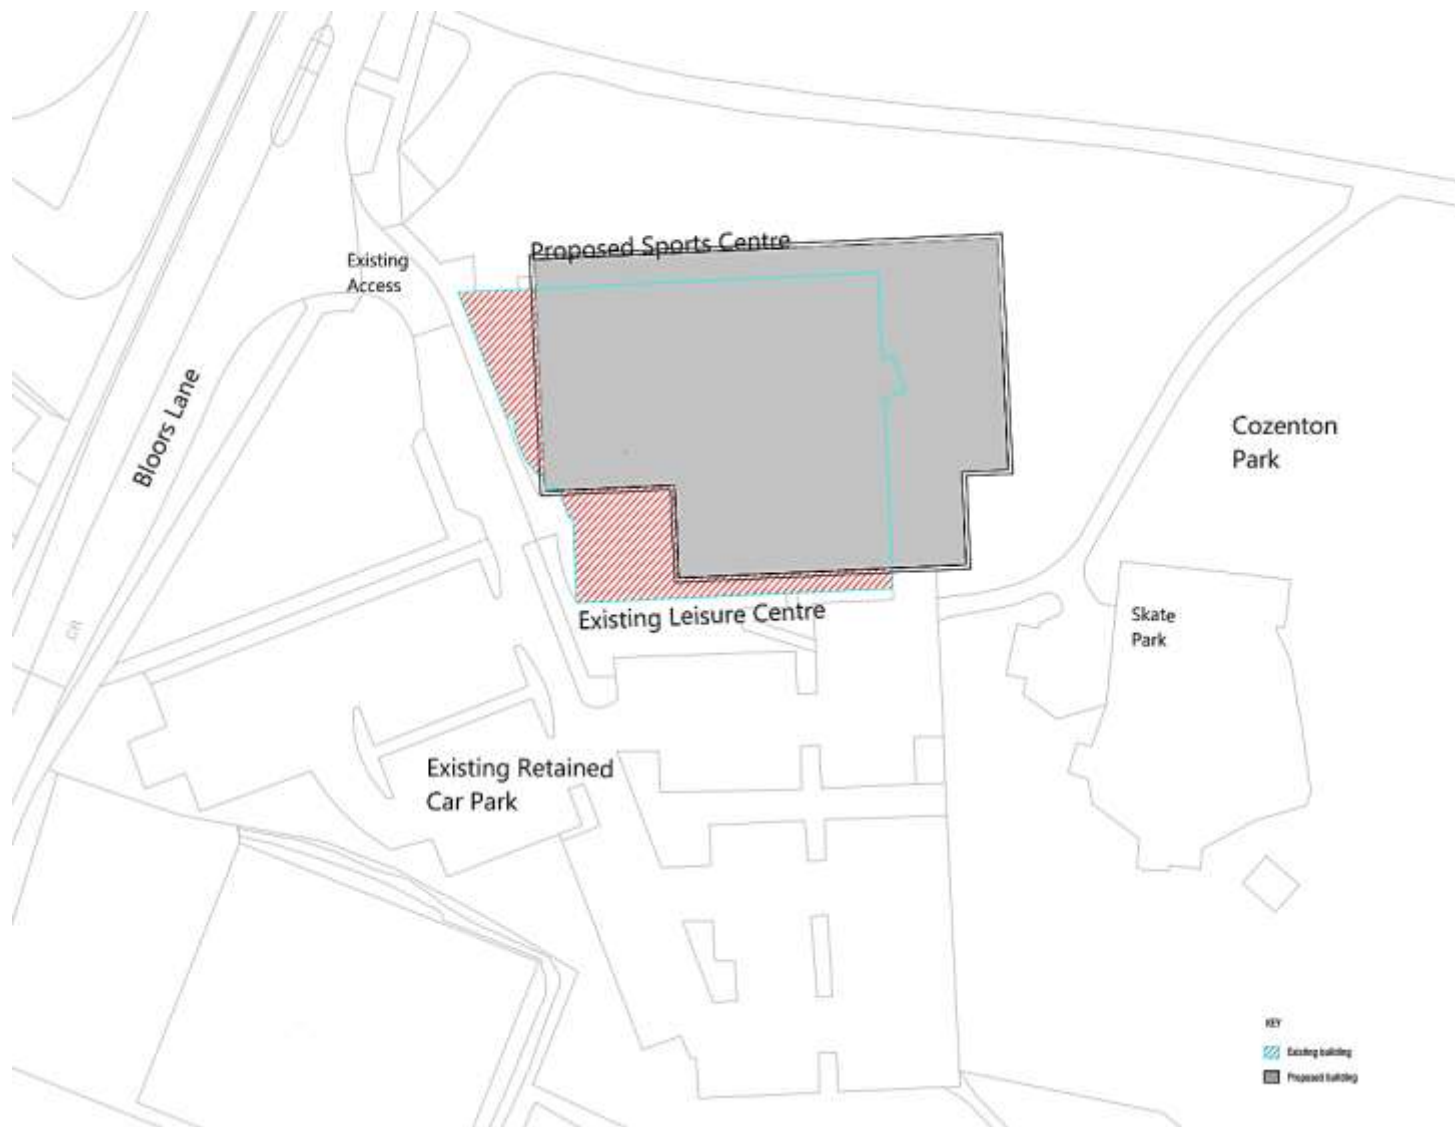 Proposed Sports Centre
Existing
Access
Bloors Lane
Cozenton
Park
Existing Leisure Centre
Skate
Park
CR
Existing Retained
Car Park
KEY
Existing building
Proposed building